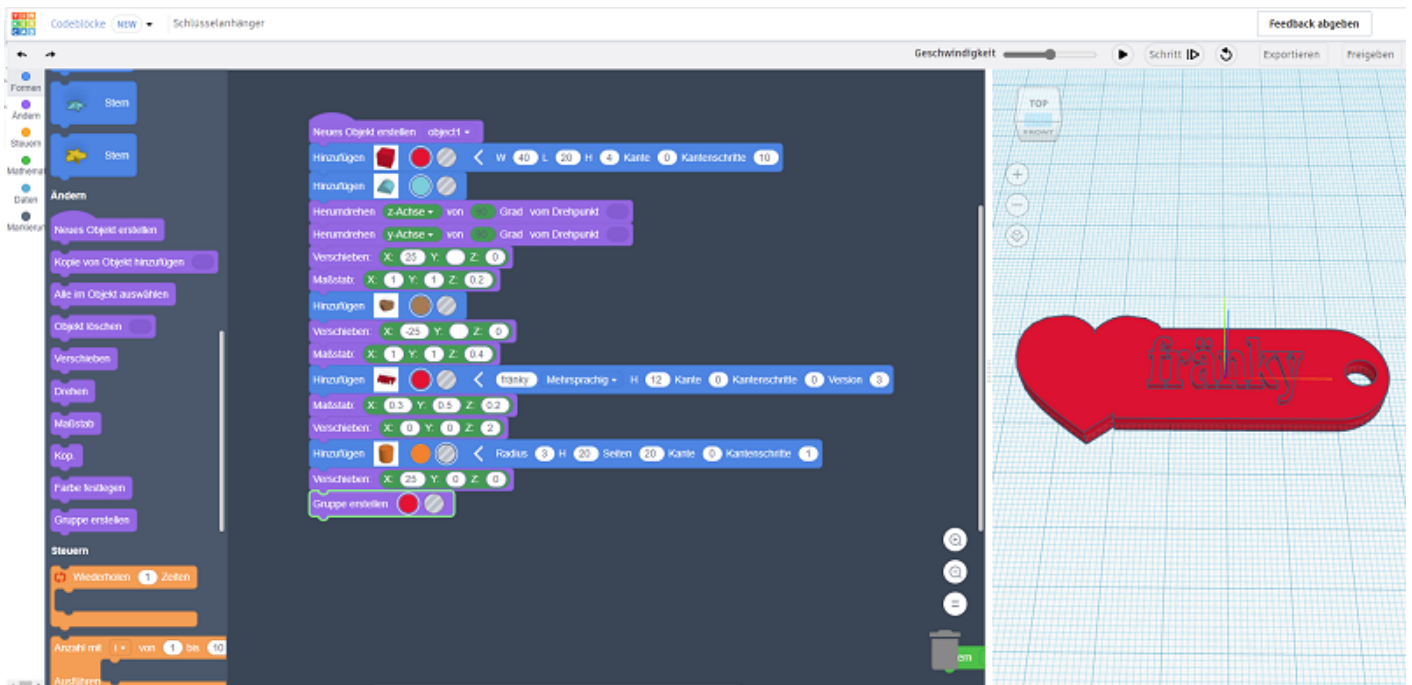 Codeblöcke NEW Schlüsselanhänger Feedback abgeben
Geschwindigkeit Schritt Exportieren Freigeben
Formen
Ändern
Steuern
Mathemat
Daten
Markierun
Stern
Stern
Ändern
Neues Objekt erstellen
Kopie von Objekt hinzufügen
Alle im Objekt auswählen
Objekt löschen
Verschieben
Drehen
Maßstab
Kop.
Farbe festlegen
Gruppe erstellen
Steuern
Wiederholen 1 Zeiten
Anzahl mit i von 1 bis 10
Ausführen
Neues Objekt erstellen object1
Hinzufügen W 40 L 20 H 4 Kante 0 Kantenschritte 10
Hinzufügen
Herumdrehen z-Achse von 90 Grad vom Drehpunkt
Herumdrehen y-Achse von 90 Grad vom Drehpunkt
Verschieben: X: 25 Y: Z: 0
Maßstab: X: 1 Y: 1 Z: 0.2
Hinzufügen
Verschieben: X: -25 Y: Z: 0
Maßstab: X: 1 Y: 1 Z: 0.4
Hinzufügen fränky Mehrsprachig H 12 Kante 0 Kantenschritte 0 Version 3
Maßstab: X: 0.3 Y: 0.5 Z: 0.2
Verschieben: X: 0 Y: 0 Z: 2
Hinzufügen Radius 3 H 20 Seiten 20 Kante 0 Kantenschritte 1
Verschieben: X: 25 Y: 0 Z: 0
Gruppe erstellen
TOP
FRONT
fränky